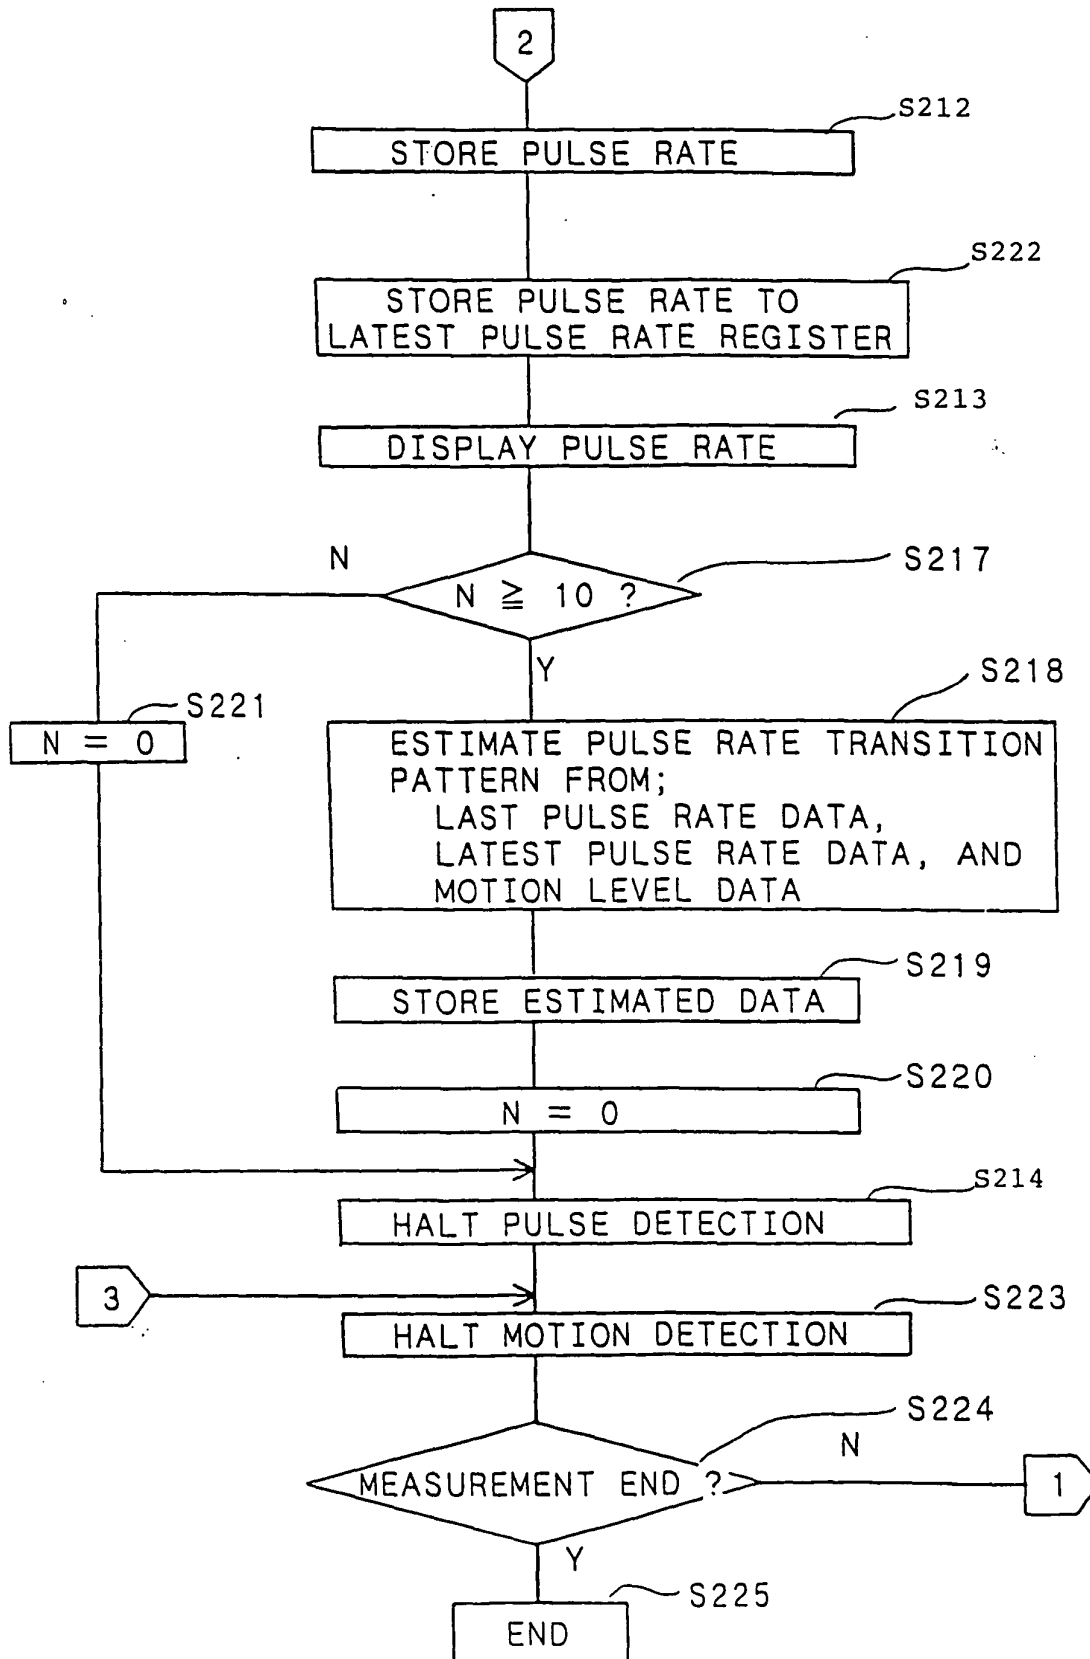 2
S212
STORE PULSE RATE
S222
STORE PULSE RATE TO
LATEST PULSE RATE REGISTER
S213
DISPLAY PULSE RATE
N
S217
N ≧ 10 ?
Y
S218
S221
N = 0
ESTIMATE PULSE RATE TRANSITION
PATTERN FROM;
LAST PULSE RATE DATA,
LATEST PULSE RATE DATA, AND
MOTION LEVEL DATA
S219
STORE ESTIMATED DATA
S220
N = 0
S214
HALT PULSE DETECTION
3
S223
HALT MOTION DETECTION
S224
N
MEASUREMENT END ?
1
Y
S225
END